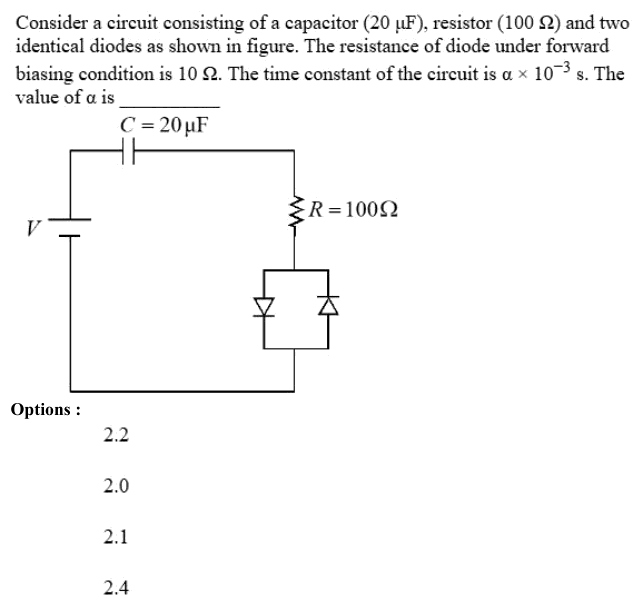 Consider a circuit consisting of a capacitor (20 μF), resistor (100 Ω) and two
identical diodes as shown in figure. The resistance of diode under forward
biasing condition is 10 Ω. The time constant of the circuit is α × 10⁻³ s. The
value of α is __________
C = 20μF
R = 100Ω
V
Options :
2.2
2.0
2.1
2.4